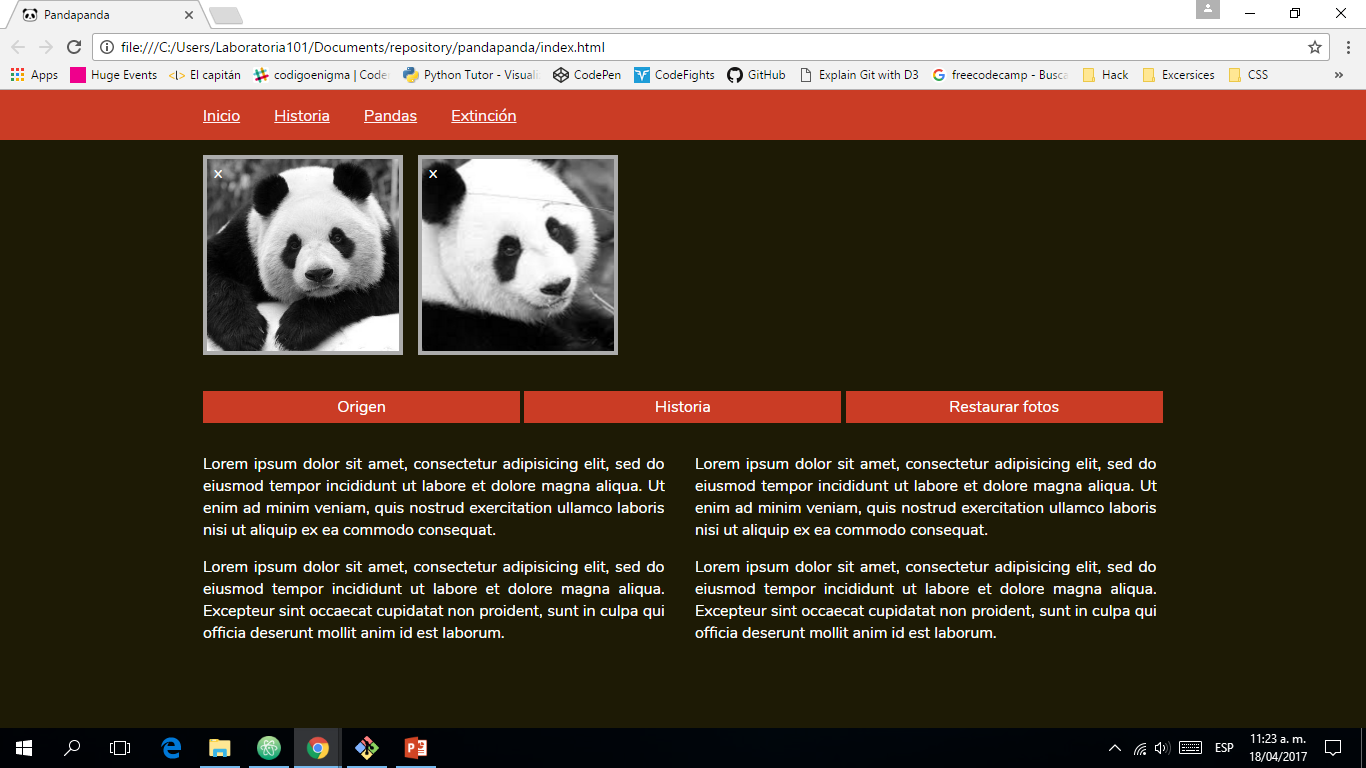 Pandapanda
file:///C:/Users/Laboratoria101/Documents/repository/pandapanda/index.html
Apps Huge Events El capitán codigoenigma | Code Python Tutor - Visuali CodePen CodeFights GitHub Explain Git with D3 freecodecamp - Busca Hack Excersices CSS »
Inicio Historia Pandas Extinción
x x
Origen Historia Restaurar fotos
Lorem ipsum dolor sit amet, consectetur adipisicing elit, sed do
eiusmod tempor incididunt ut labore et dolore magna aliqua. Ut
enim ad minim veniam, quis nostrud exercitation ullamco laboris
nisi ut aliquip ex ea commodo consequat.
Lorem ipsum dolor sit amet, consectetur adipisicing elit, sed do
eiusmod tempor incididunt ut labore et dolore magna aliqua.
Excepteur sint occaecat cupidatat non proident, sunt in culpa qui
officia deserunt mollit anim id est laborum.
Lorem ipsum dolor sit amet, consectetur adipisicing elit, sed do
eiusmod tempor incididunt ut labore et dolore magna aliqua. Ut
enim ad minim veniam, quis nostrud exercitation ullamco laboris
nisi ut aliquip ex ea commodo consequat.
Lorem ipsum dolor sit amet, consectetur adipisicing elit, sed do
eiusmod tempor incididunt ut labore et dolore magna aliqua.
Excepteur sint occaecat cupidatat non proident, sunt in culpa qui
officia deserunt mollit anim id est laborum.
ESP
11:23 a. m.
18/04/2017